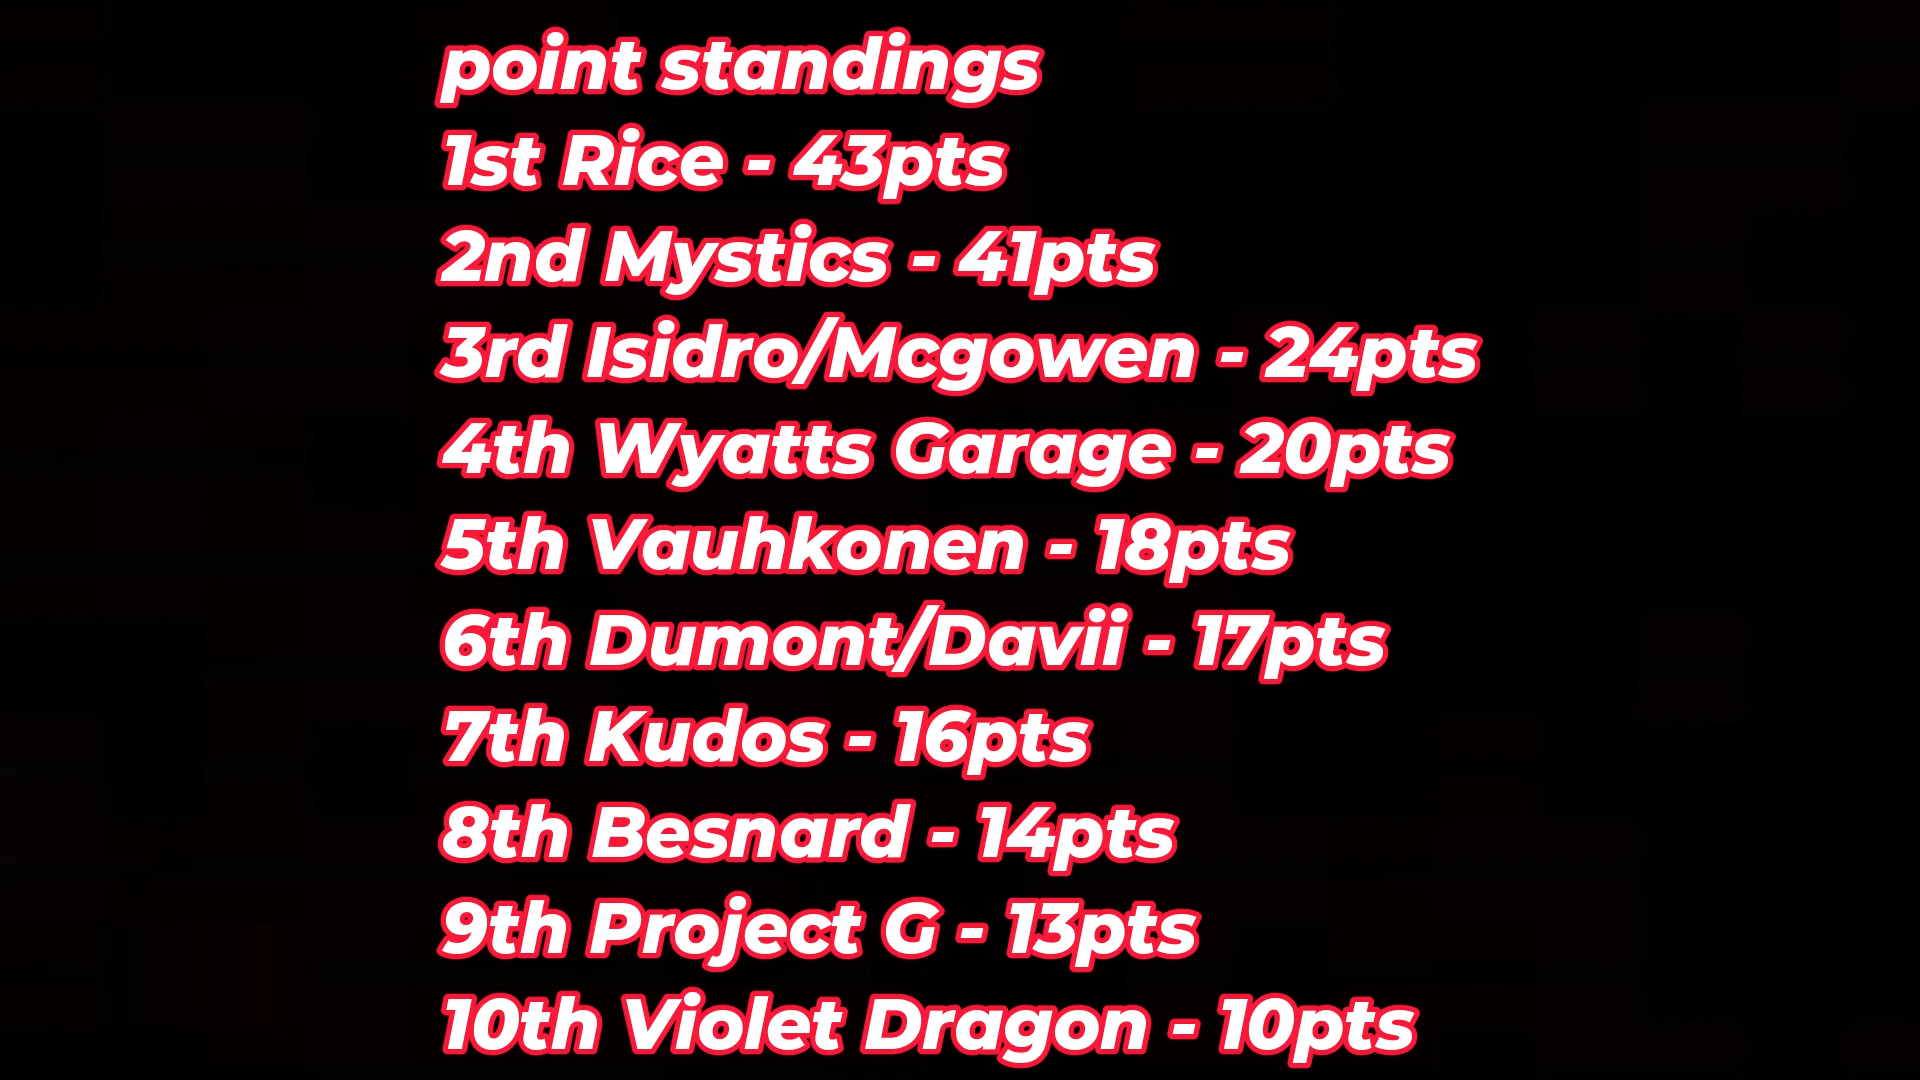 point standings
1st Rice - 43pts
2nd Mystics - 41pts
3rd Isidro/Mcgowen - 24pts
4th Wyatts Garage - 20pts
5th Vauhkonen - 18pts
6th Dumont/Davii - 17pts
7th Kudos - 16pts
8th Besnard - 14pts
9th Project G - 13pts
10th Violet Dragon - 10pts